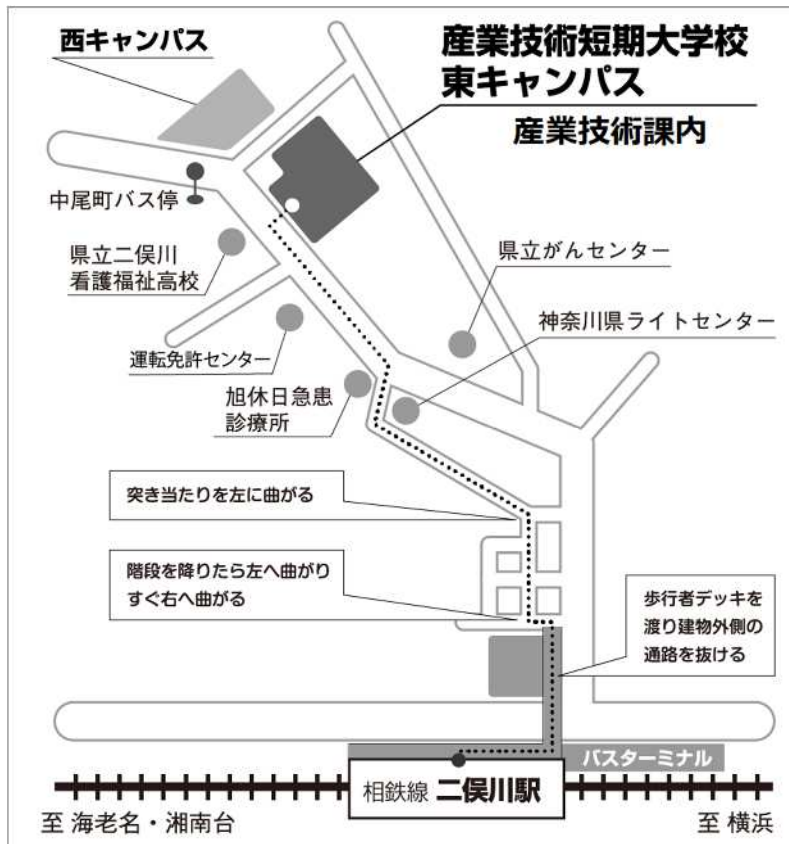 西キャンパス
産業技術短期大学校
東キャンパス
産業技術課内
中尾町バス停
県立二俣川
看護福祉高校
県立がんセンター
神奈川県ライトセンター
運転免許センター
旭休日急患
診療所
突き当たりを左に曲がる
階段を降りたら左へ曲がり
すぐ右へ曲がる
歩行者デッキを
渡り建物外側の
通路を抜ける
バスターミナル
相鉄線 二俣川駅
至 海老名・湘南台
至 横浜